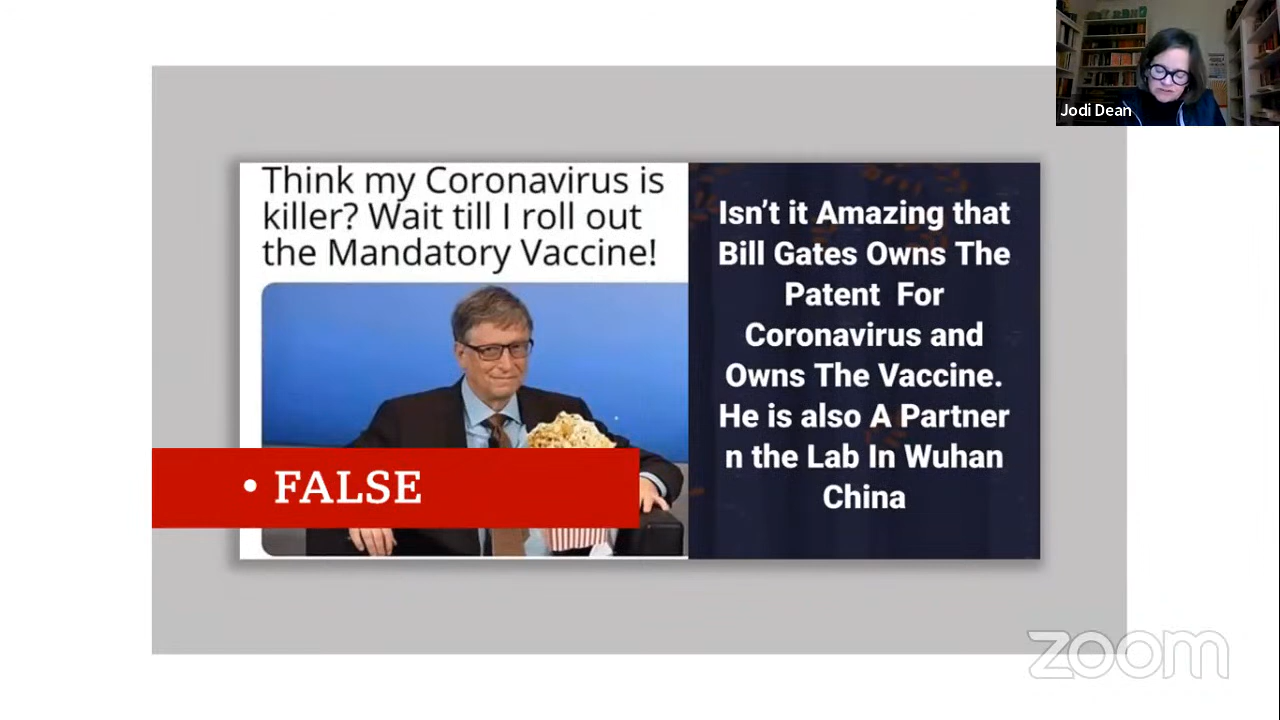 Jodi Dean
Think my Coronavirus is
killer? Wait till I roll out
the Mandatory Vaccine!
• FALSE
Isn’t it Amazing that
Bill Gates Owns The
Patent For
Coronavirus and
Owns The Vaccine.
He is also A Partner
n the Lab In Wuhan
China
zoom